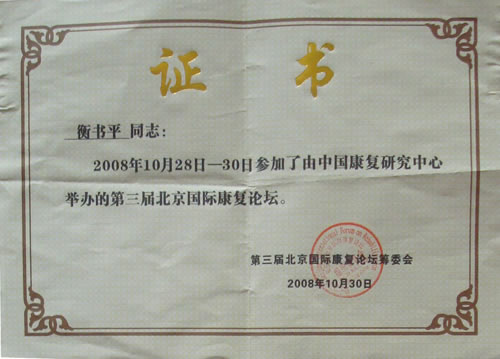 证 书
衡书平 同志：
2008年10月28日—30日参加了由中国康复研究中心
举办的第三届北京国际康复论坛。
第三届北京国际康复论坛筹委会
2008年10月30日